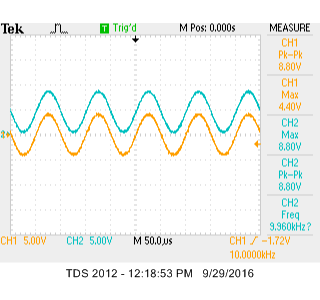 Tek T Trig'd M Pos: 0.000s MEASURE
CH1
Pk-Pk
8.80V
CH1
Max
4.40V
CH2
Max
8.80V
CH2
Pk-Pk
8.80V
CH2
Freq
9.960kHz?
2
CH1 5.00V CH2 5.00V M 50.0µs CH1 -1.72V
10.0000kHz
TDS 2012 - 12:18:53 PM 9/29/2016